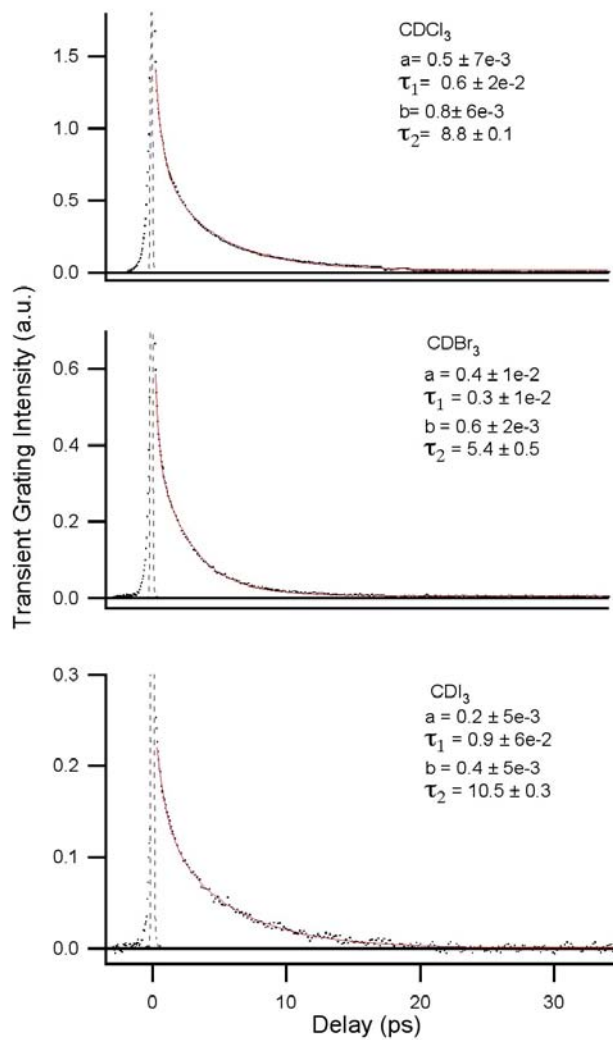 CDCl₃
a= 0.5 ± 7e-3
τ₁= 0.6 ± 2e-2
b= 0.8± 6e-3
τ₂= 8.8 ± 0.1
1.5
1.0
0.5
0.0
CDBr₃
a = 0.4 ± 1e-2
τ₁ = 0.3 ± 1e-2
b = 0.6 ± 2e-3
τ₂ = 5.4 ± 0.5
0.6
0.4
0.2
0.0
Transient Grating Intensity (a.u.)
CDI₃
a = 0.2 ± 5e-3
τ₁ = 0.9 ± 6e-2
b = 0.4 ± 5e-3
τ₂ = 10.5 ± 0.3
0.3
0.2
0.1
0.0
0 10 20 30
Delay (ps)